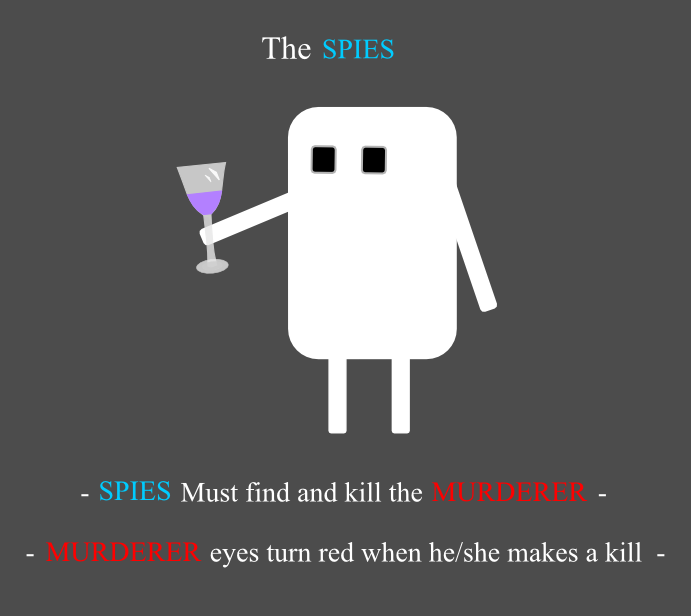 The SPIES
- SPIES Must find and kill the MURDERER -
- MURDERER eyes turn red when he/she makes a kill -